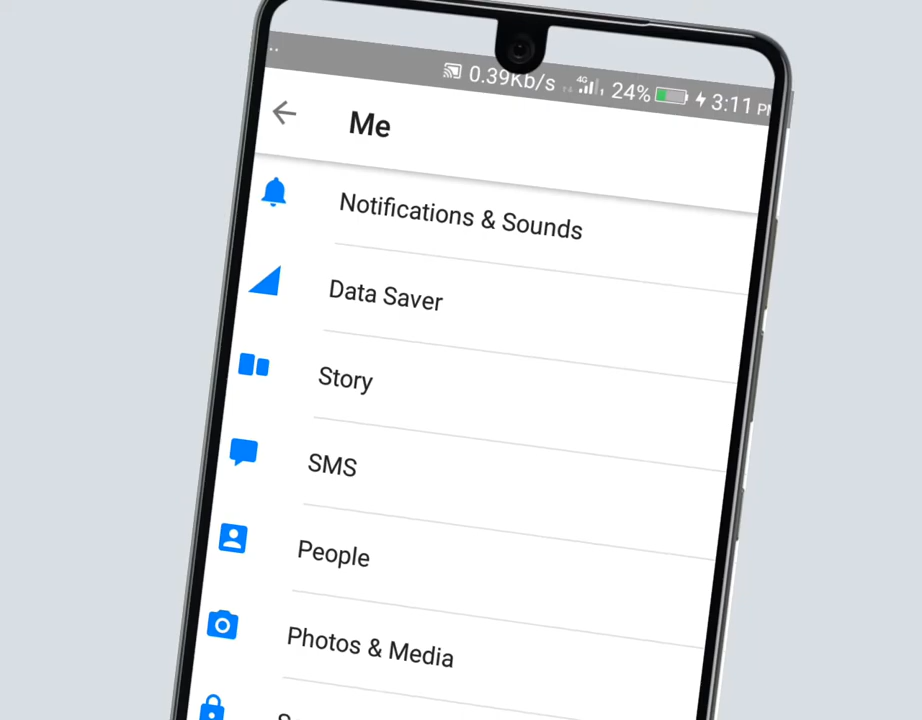 0.39Kb/s 4G 24% 3:11
Me
Notifications & Sounds
Data Saver
Story
SMS
People
Photos & Media